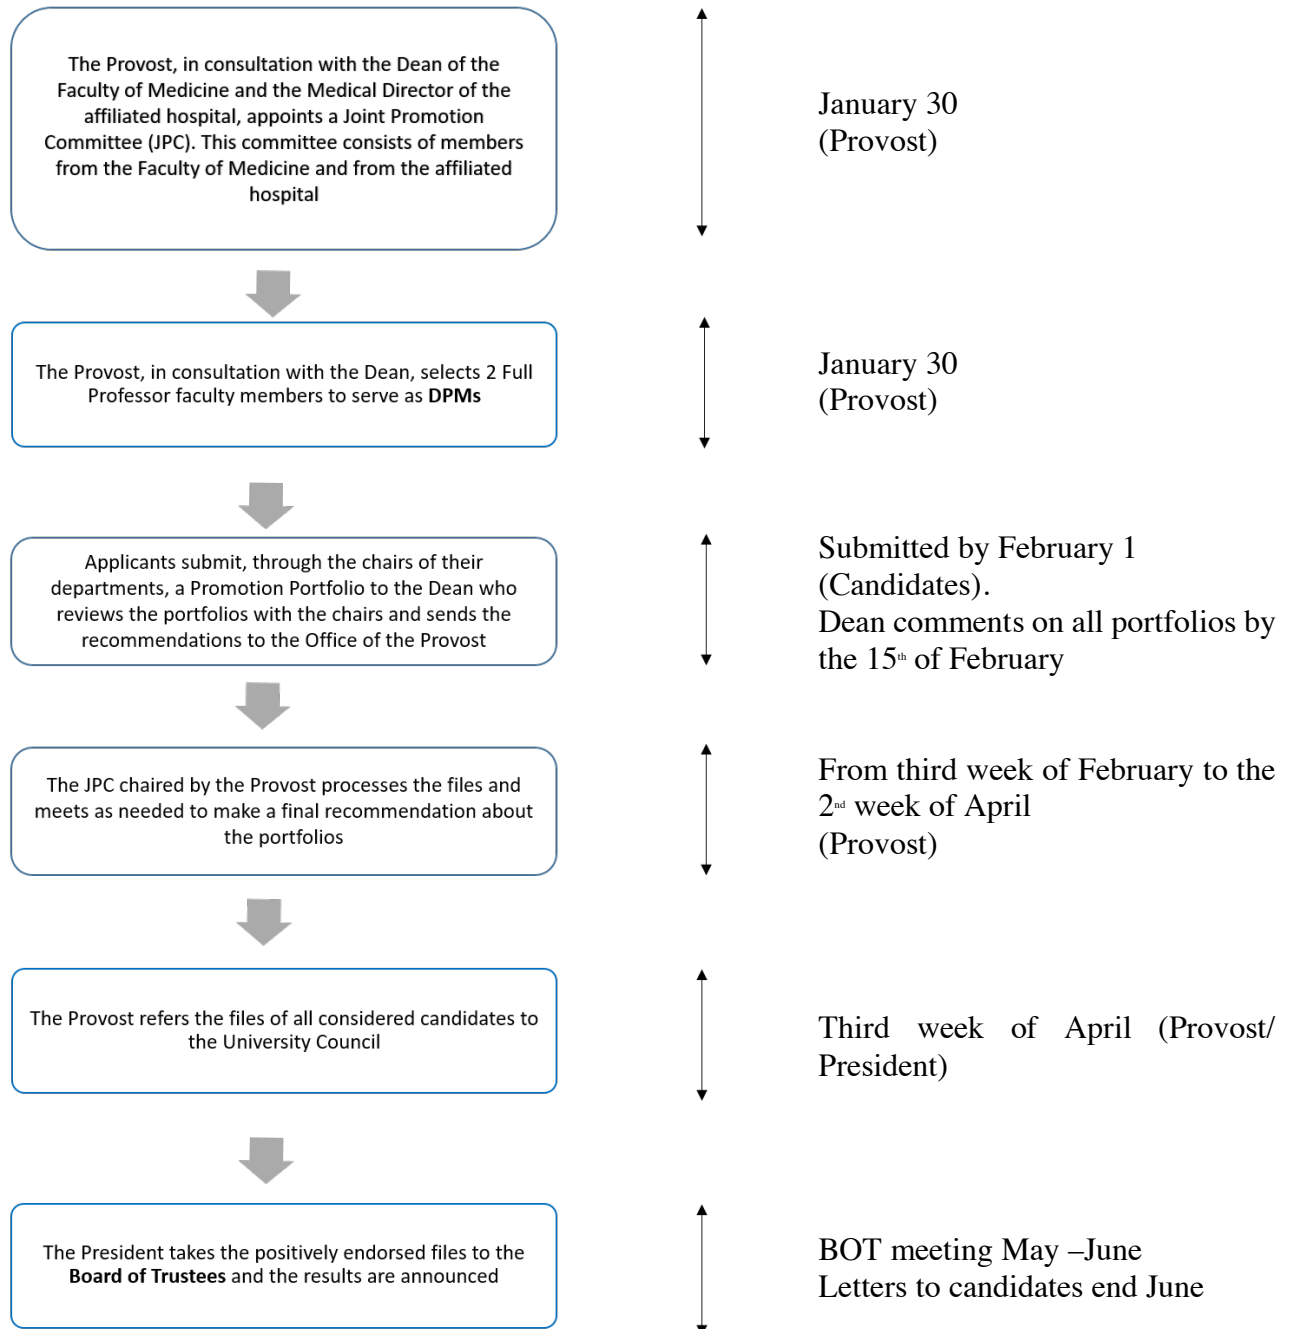 The Provost, in consultation with the Dean of the
Faculty of Medicine and the Medical Director of the
affiliated hospital, appoints a Joint Promotion
Committee (JPC). This committee consists of members
from the Faculty of Medicine and from the affiliated
hospital
January 30
(Provost)
The Provost, in consultation with the Dean, selects 2 Full
Professor faculty members to serve as DPMs
January 30
(Provost)
Applicants submit, through the chairs of their
departments, a Promotion Portfolio to the Dean who
reviews the portfolios with the chairs and sends the
recommendations to the Office of the Provost
Submitted by February 1
(Candidates).
Dean comments on all portfolios by
the 15th of February
The JPC chaired by the Provost processes the files and
meets as needed to make a final recommendation about
the portfolios
From third week of February to the
2nd week of April
(Provost)
The Provost refers the files of all considered candidates to
the University Council
Third week of April (Provost/
President)
The President takes the positively endorsed files to the
Board of Trustees and the results are announced
BOT meeting May –June
Letters to candidates end June